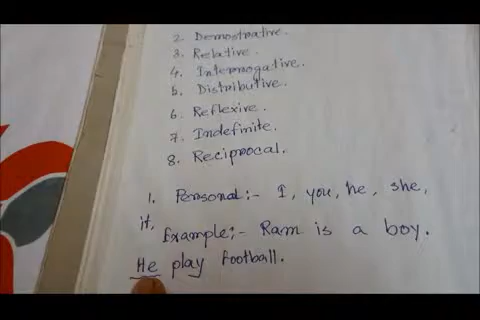 2. Demostrative.
3. Relative.
4. Interrogative.
5. Distributive.
6. Reflexive.
7. Indefinite.
8. Reciprocal.
1. Personal:- I, you, he, she,
it,
Example:- Ram is a boy.
He play football.